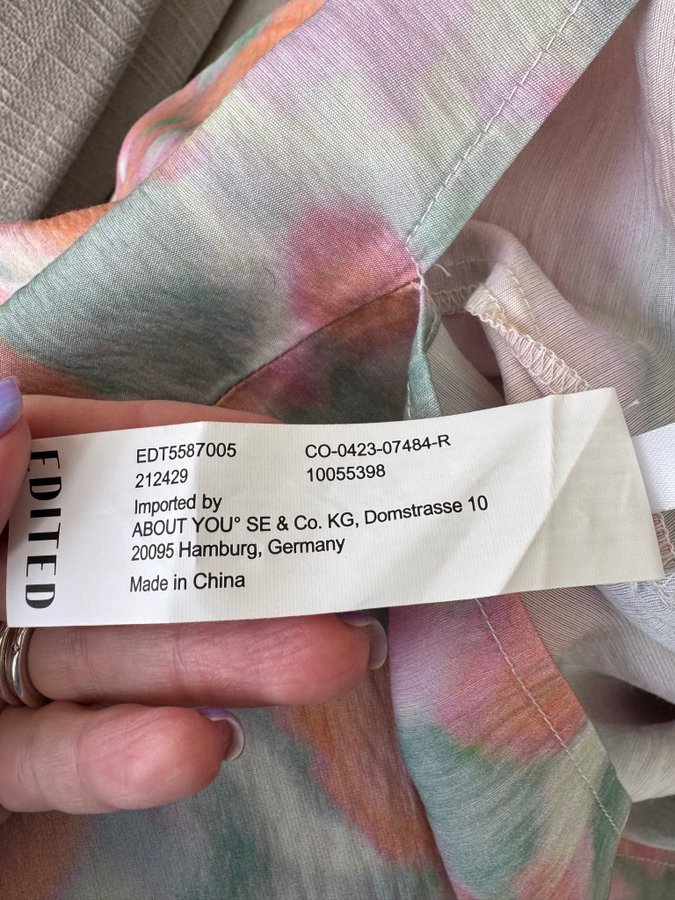 EDITED
EDT5587005 CO-0423-07484-R
212429 10055398
Imported by
ABOUT YOU° SE & Co. KG, Domstrasse 10
20095 Hamburg, Germany
Made in China